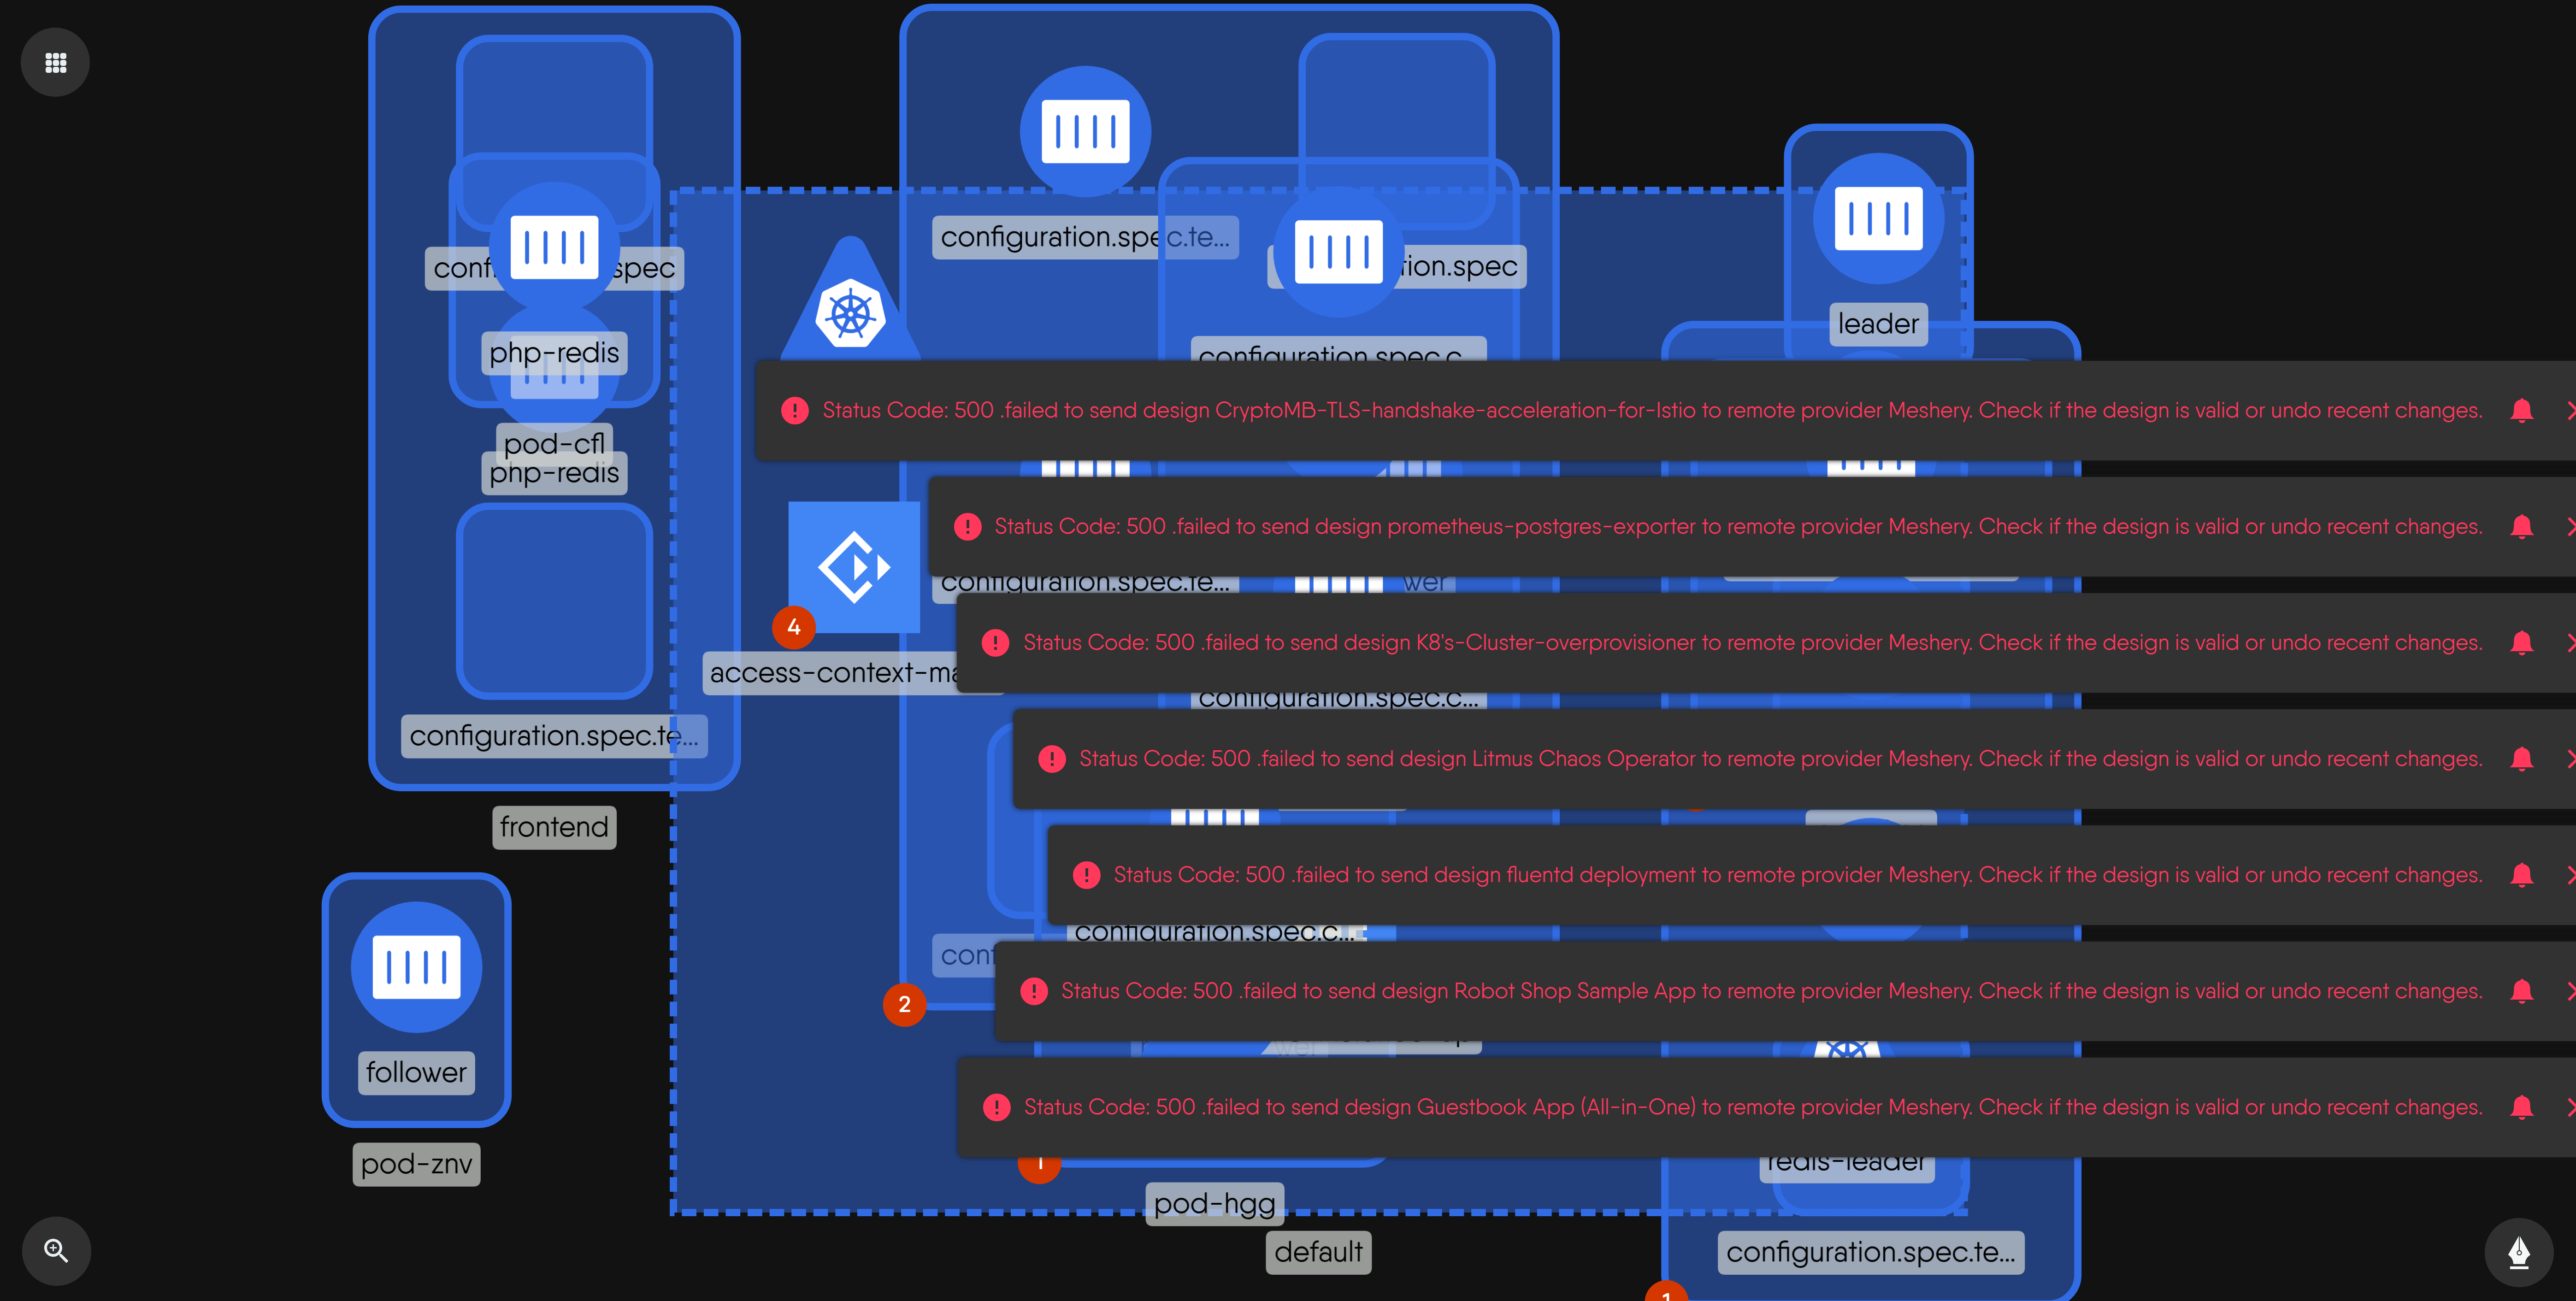 configuration.spec.te...
conf
spec
tion.spec
leader
php-redis
configuration.spec.c...
Status Code: 500 .failed to send design CryptoMB-TLS-handshake-acceleration-for-Istio to remote provider Meshery. Check if the design is valid or undo recent changes.
pod-cfl
php-redis
Status Code: 500 .failed to send design prometheus-postgres-exporter to remote provider Meshery. Check if the design is valid or undo recent changes.
configuration.spec.te...
wer
4
Status Code: 500 .failed to send design K8's-Cluster-overprovisioner to remote provider Meshery. Check if the design is valid or undo recent changes.
access-context-ma
configuration.spec.c...
configuration.spec.te...
Status Code: 500 .failed to send design Litmus Chaos Operator to remote provider Meshery. Check if the design is valid or undo recent changes.
frontend
Status Code: 500 .failed to send design fluentd deployment to remote provider Meshery. Check if the design is valid or undo recent changes.
configuration.spec.c...
conf
2
Status Code: 500 .failed to send design Robot Shop Sample App to remote provider Meshery. Check if the design is valid or undo recent changes.
follower
Status Code: 500 .failed to send design Guestbook App (All-in-One) to remote provider Meshery. Check if the design is valid or undo recent changes.
pod-znv
1
redis-leader
pod-hgg
default
configuration.spec.te...
1